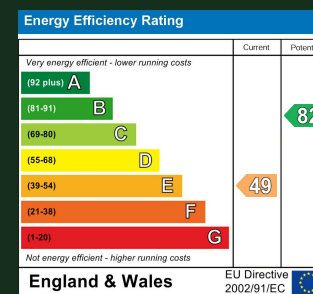 Energy Efficiency Rating
Current
Very energy efficient - lower running costs
(92 plus) A
(81-91) B
82
(69-80) C
(55-68) D
(39-54) E
49
(21-38) F
(1-20) G
Not energy efficient - higher running costs
England & Wales
EU Directive
2002/91/EC